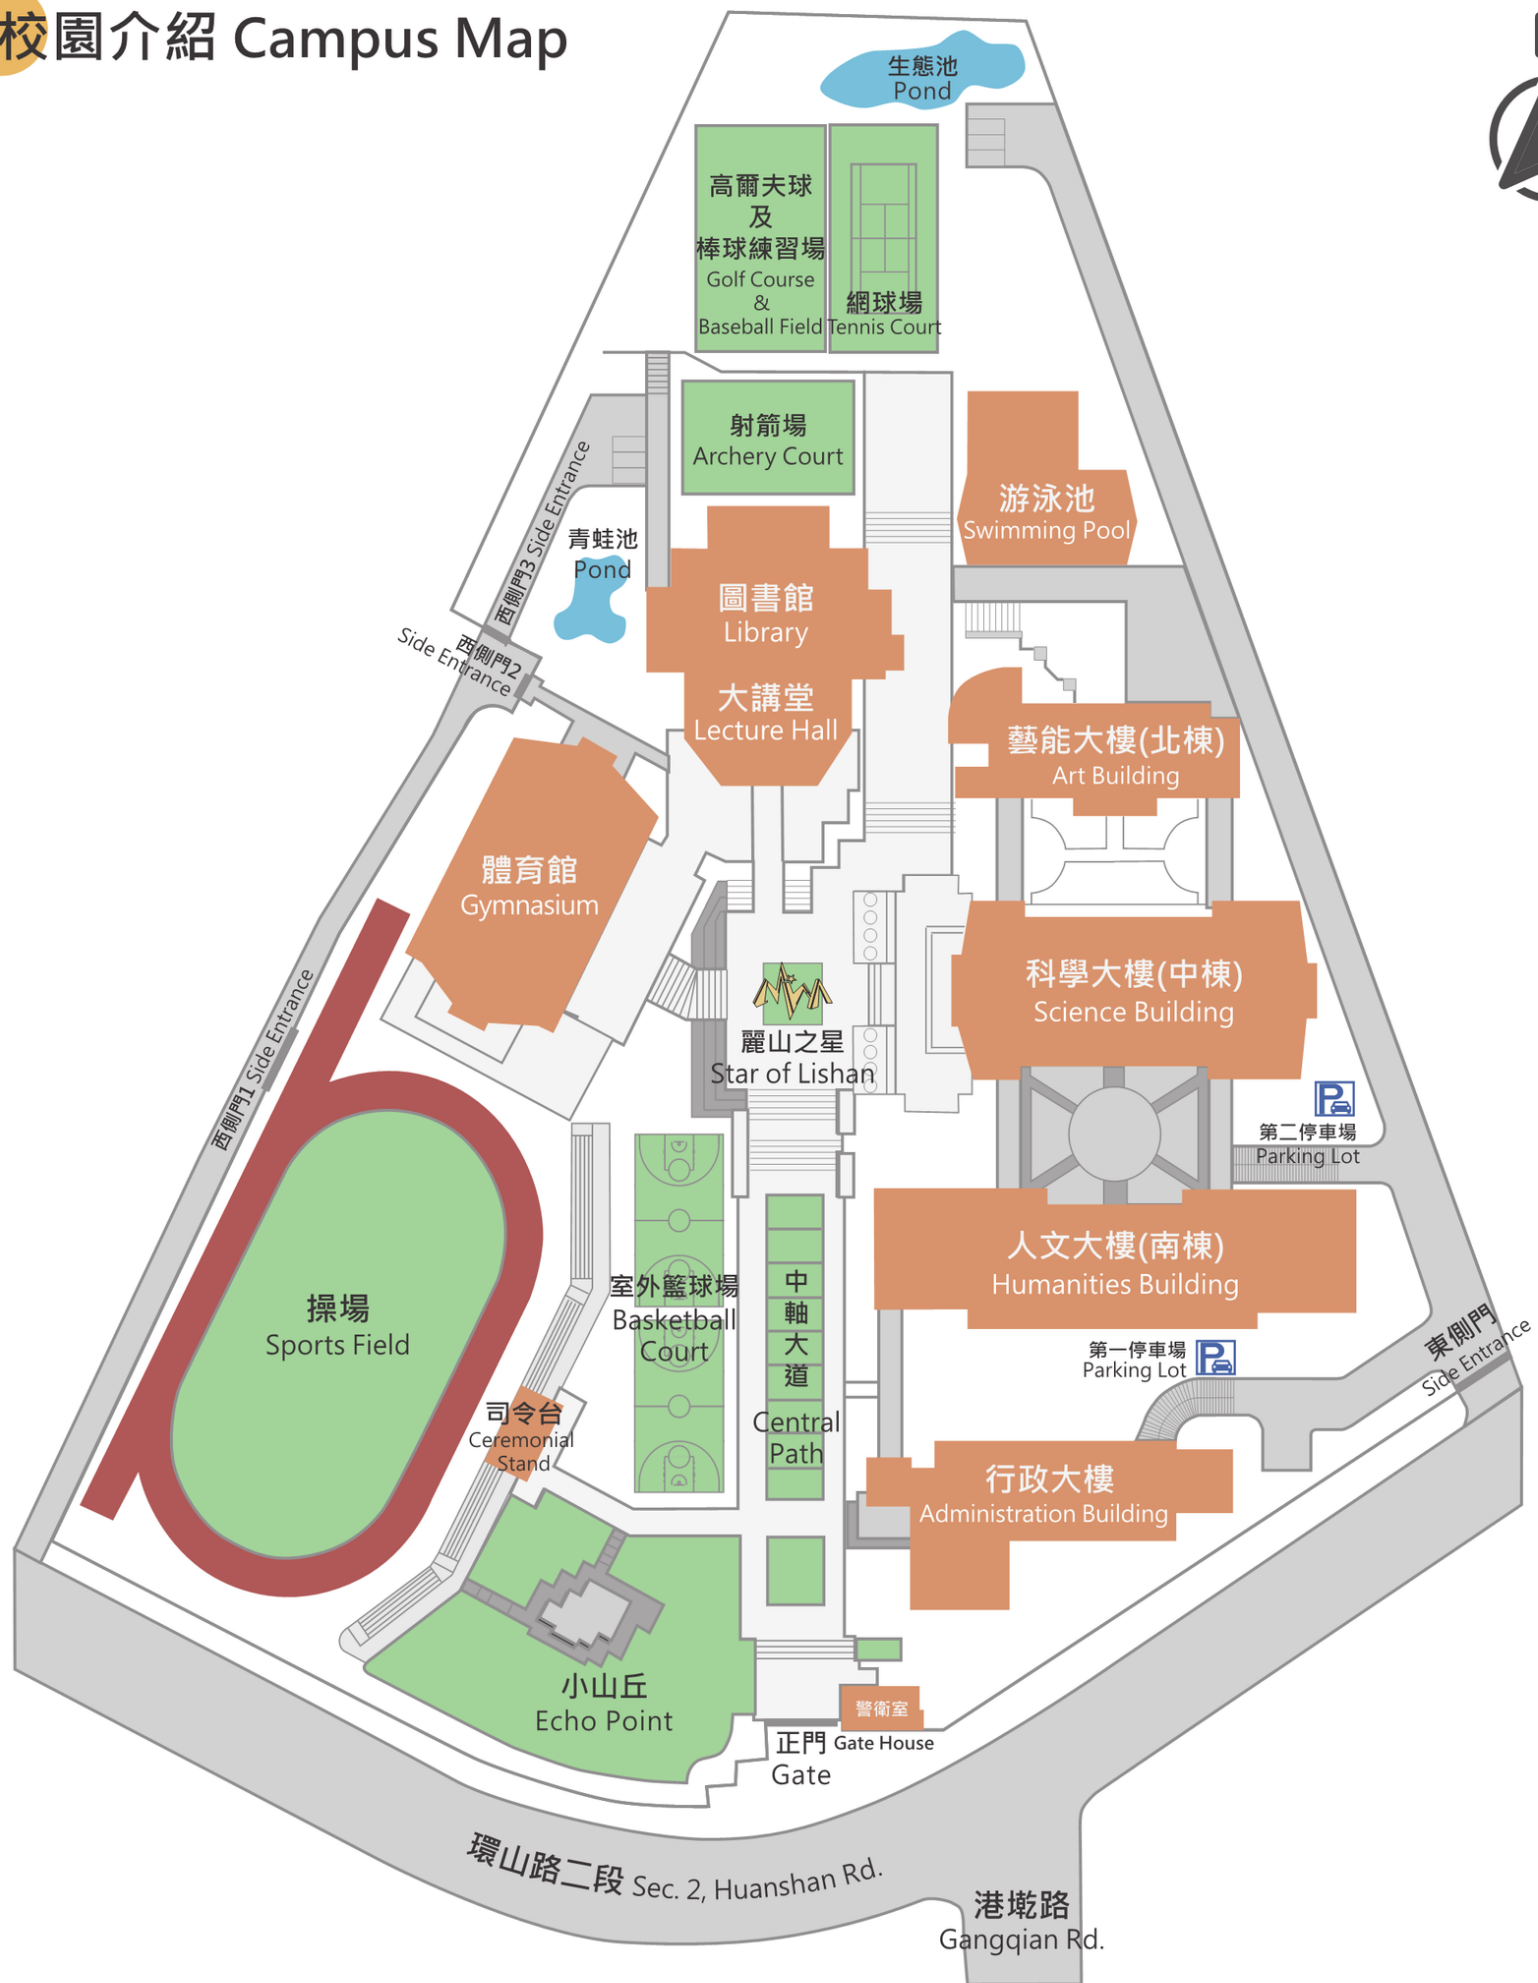 校園介紹 Campus Map
生態池
Pond
高爾夫球
及
棒球練習場
Golf Course
&
Baseball Field
網球場
Tennis Court
射箭場
Archery Court
游泳池
Swimming Pool
西側門3 Side Entrance
青蛙池
Pond
圖書館
Library
大講堂
Lecture Hall
西側門2
Side Entrance
藝能大樓(北棟)
Art Building
體育館
Gymnasium
科學大樓(中棟)
Science Building
麗山之星
Star of Lishan
西側門1 Side Entrance
P
第二停車場
Parking Lot
人文大樓(南棟)
Humanities Building
室外籃球場
Basketball
Court
中
軸
大
道
Central
Path
操場
Sports Field
東側門
Side Entrance
第一停車場
Parking Lot
P
司令台
Ceremonial
Stand
行政大樓
Administration Building
小山丘
Echo Point
警衛室
Gate House
正門
Gate
環山路二段 Sec. 2, Huanshan Rd.
港墘路
Gangqian Rd.